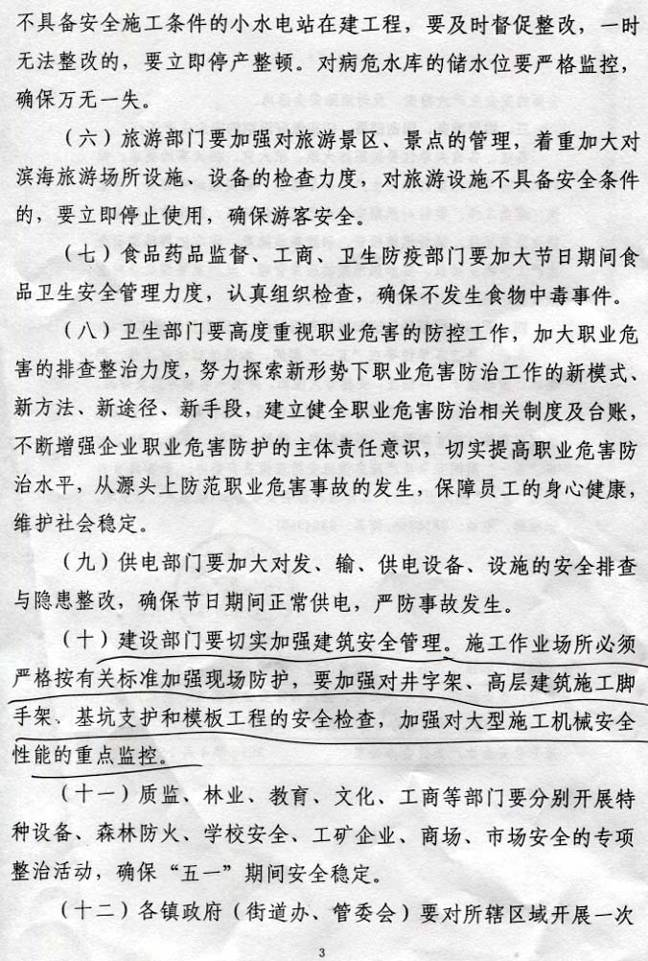 不具备安全施工条件的小水电站在建工程，要及时督促整改，一时
无法整改的，要立即停产整顿。对病危水库的储水位要严格监控，
确保万无一失。
（六）旅游部门要加强对旅游景区、景点的管理，着重加大对
滨海旅游场所设施、设备的检查力度，对旅游设施不具备安全条件
的，要立即停止使用，确保游客安全。
（七）食品药品监督、工商、卫生防疫部门要加大节日期间食
品卫生安全管理力度，认真组织检查，确保不发生食物中毒事件。
（八）卫生部门要高度重视职业危害的防控工作，加大职业危
害的排查整治力度，努力探索新形势下职业危害防治工作的新模式、
新方法、新途径、新手段，建立健全职业危害防治相关制度及台账，
不断增强企业职业危害防护的主体责任意识，切实提高职业危害防
治水平，从源头上防范职业危害事故的发生，保障员工的身心健康，
维护社会稳定。
（九）供电部门要加大对发、输、供电设备、设施的安全排查
与隐患整改，确保节日期间正常供电，严防事故发生。
（十）建设部门要切实加强建筑安全管理。施工作业场所必须
严格按有关标准加强现场防护，要加强对井字架、高层建筑施工脚
手架、基坑支护和模板工程的安全检查，加强对大型施工机械安全
性能的重点监控。
（十一）质监、林业、教育、文化、工商等部门要分别开展特
种设备、森林防火、学校安全、工矿企业、商场、市场安全的专项
整治活动，确保“五一”期间安全稳定。
（十二）各镇政府（街道办、管委会）要对所辖区域开展一次
3